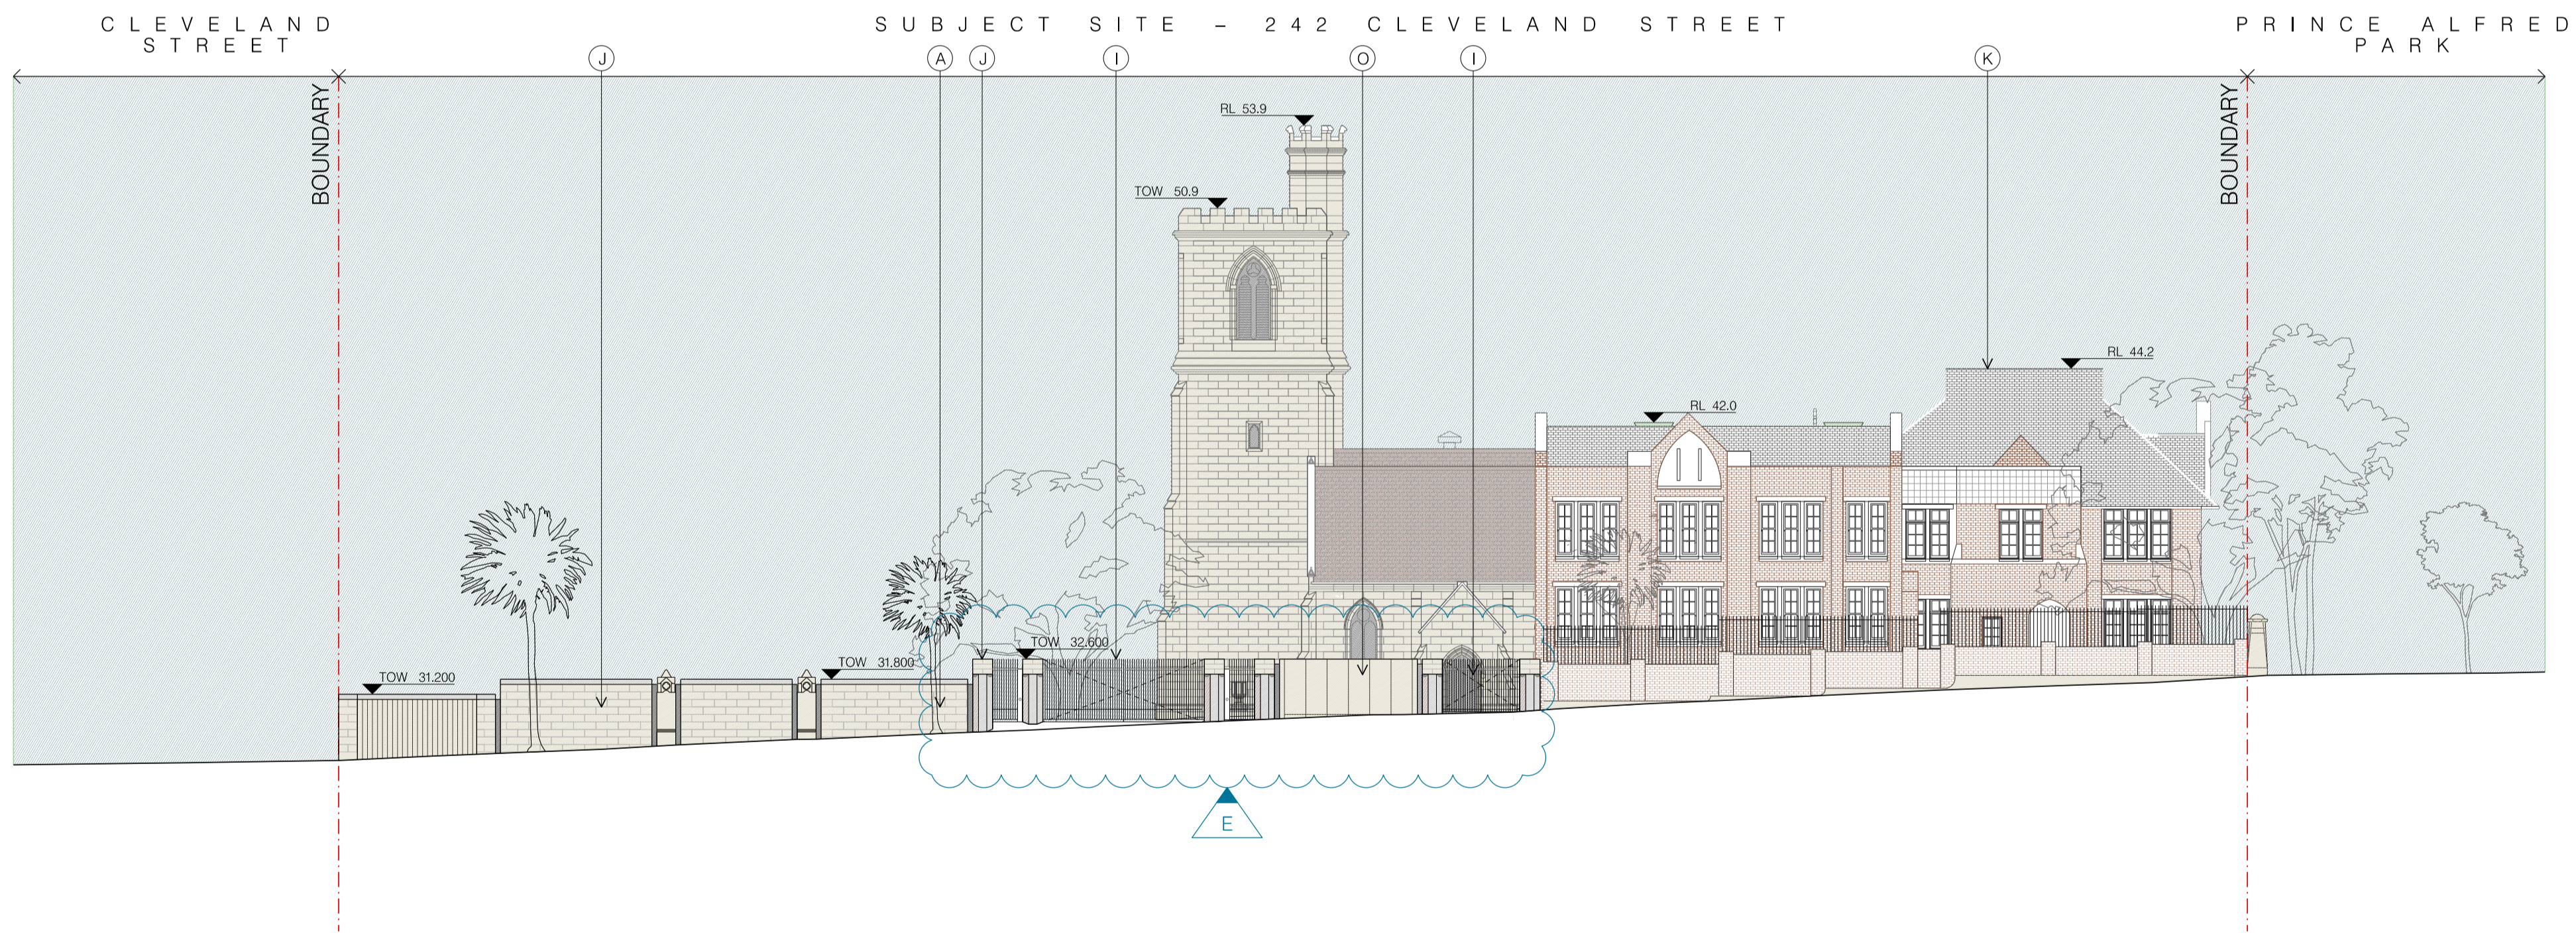 CLEVELAND STREET
SUBJECT SITE – 242 CLEVELAND STREET
PRINCE ALFRED PARK
J
A
J
I
O
I
K
BOUNDARY
BOUNDARY
RL 53.9
TOW 50.9
RL 44.2
RL 42.0
TOW 32.600
TOW 31.800
TOW 31.200
E